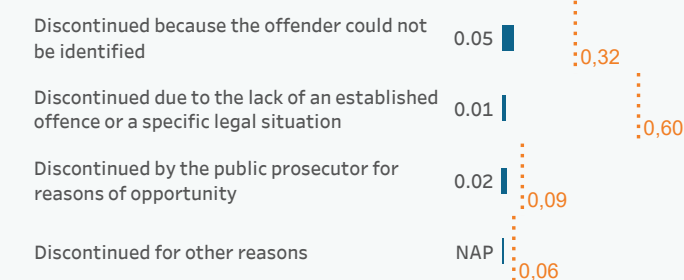 Discontinued because the offender could not
be identified
0.05
0,32
Discontinued due to the lack of an established
offence or a specific legal situation
0.01
0,60
Discontinued by the public prosecutor for
reasons of opportunity
0.02
0,09
Discontinued for other reasons
NAP
0,06